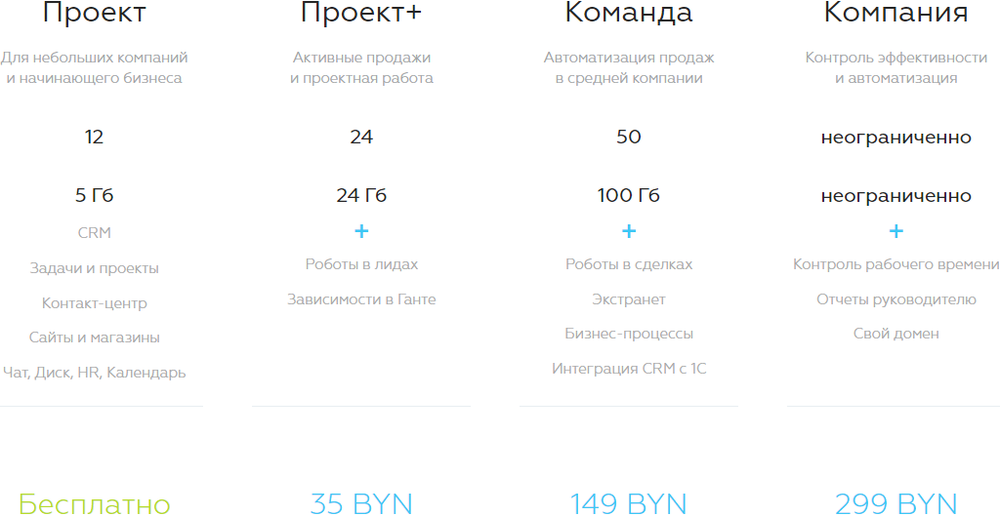 Проект
Для небольших компаний
и начинающего бизнеса
12
5 Гб
CRM
Задачи и проекты
Контакт-центр
Сайты и магазины
Чат, Диск, HR, Календарь
Бесплатно
Проект+
Активные продажи
и проектная работа
24
24 Гб
+
Роботы в лидах
Зависимости в Ганте
35 BYN
Команда
Автоматизация продаж
в средней компании
50
100 Гб
+
Роботы в сделках
Экстранет
Бизнес-процессы
Интеграция CRM с 1С
149 BYN
Компания
Контроль эффективности
и автоматизация
неограниченно
неограниченно
+
Контроль рабочего времени
Отчеты руководителю
Свой домен
299 BYN